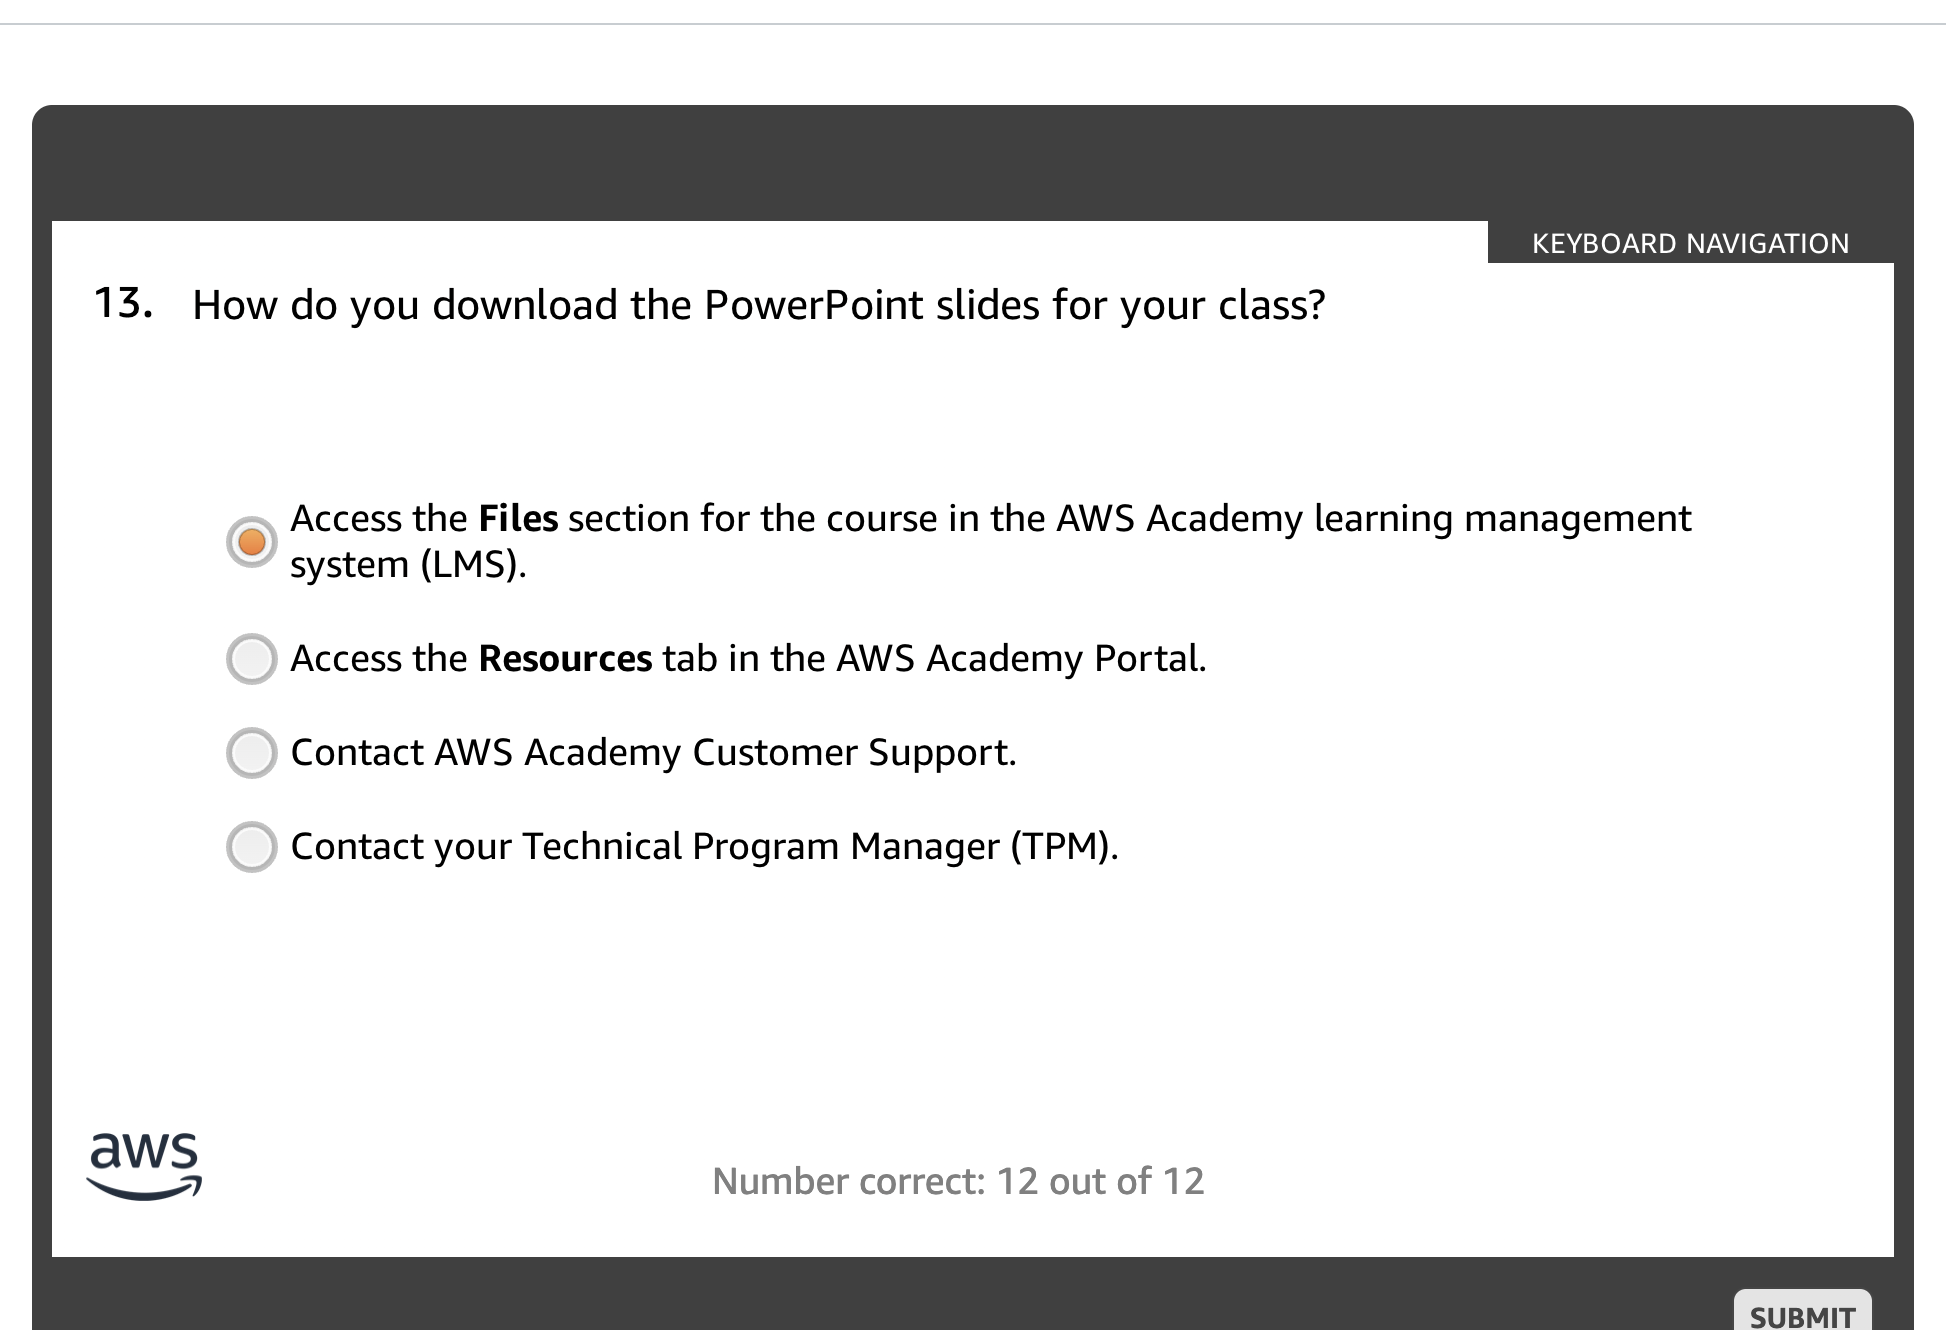 KEYBOARD NAVIGATION
13. How do you download the PowerPoint slides for your class?
Access the Files section for the course in the AWS Academy learning management
system (LMS).
Access the Resources tab in the AWS Academy Portal.
Contact AWS Academy Customer Support.
Contact your Technical Program Manager (TPM).
aws
Number correct: 12 out of 12
SUBMIT